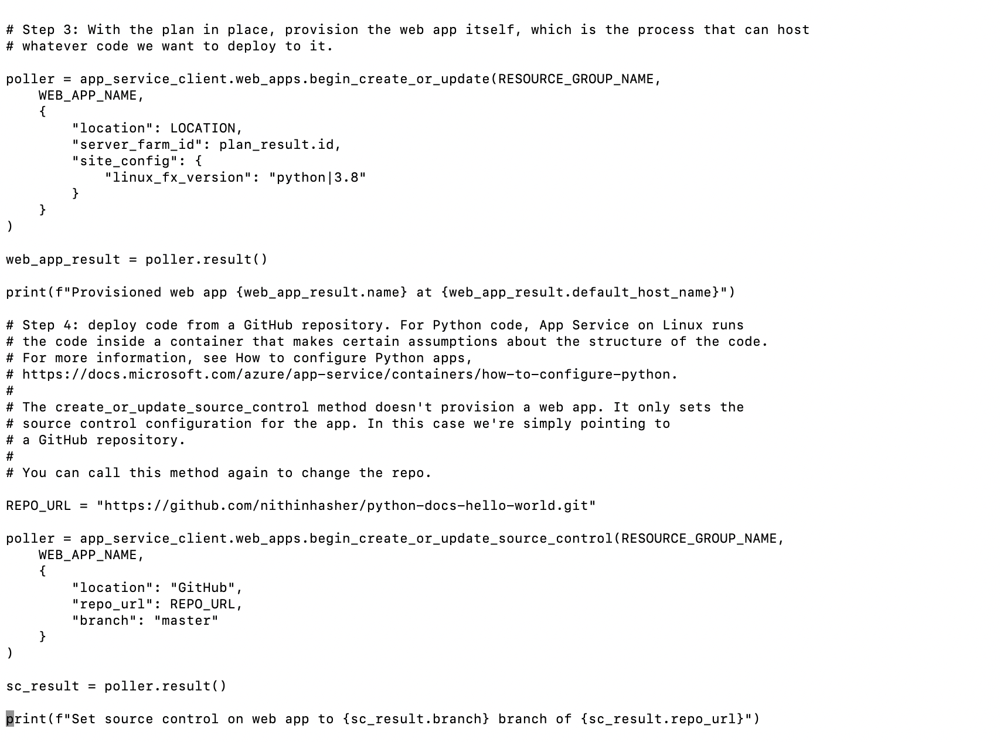 # Step 3: With the plan in place, provision the web app itself, which is the process that can host
# whatever code we want to deploy to it.

poller = app_service_client.web_apps.begin_create_or_update(RESOURCE_GROUP_NAME,
    WEB_APP_NAME,
    {
        "location": LOCATION,
        "server_farm_id": plan_result.id,
        "site_config": {
            "linux_fx_version": "python|3.8"
        }
    }
)

web_app_result = poller.result()

print(f"Provisioned web app {web_app_result.name} at {web_app_result.default_host_name}")

# Step 4: deploy code from a GitHub repository. For Python code, App Service on Linux runs
# the code inside a container that makes certain assumptions about the structure of the code.
# For more information, see How to configure Python apps,
# https://docs.microsoft.com/azure/app-service/containers/how-to-configure-python.
#
# The create_or_update_source_control method doesn't provision a web app. It only sets the
# source control configuration for the app. In this case we're simply pointing to
# a GitHub repository.
#
# You can call this method again to change the repo.

REPO_URL = "https://github.com/nithinhasher/python-docs-hello-world.git"

poller = app_service_client.web_apps.begin_create_or_update_source_control(RESOURCE_GROUP_NAME,
    WEB_APP_NAME,
    {
        "location": "GitHub",
        "repo_url": REPO_URL,
        "branch": "master"
    }
)

sc_result = poller.result()

print(f"Set source control on web app to {sc_result.branch} branch of {sc_result.repo_url}")